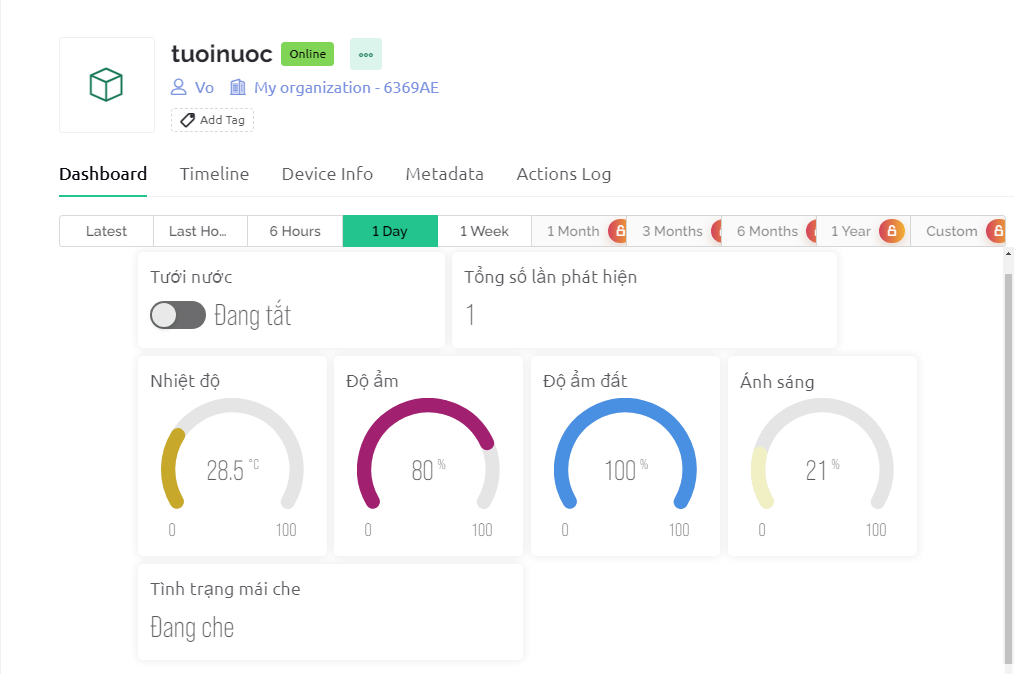 tuoinuoc Online
Vo My organization - 6369AE
Add Tag
Dashboard Timeline Device Info Metadata Actions Log
Latest Last Ho... 6 Hours 1 Day 1 Week 1 Month 3 Months 6 Months 1 Year Custom
Tưới nước Tổng số lần phát hiện
Đang tắt 1
Nhiệt độ Độ ẩm Độ ẩm đất Ánh sáng
28.5 °C 80 % 100 % 21 %
0 100 0 100 0 100 0 100
Tình trạng mái che
Đang che